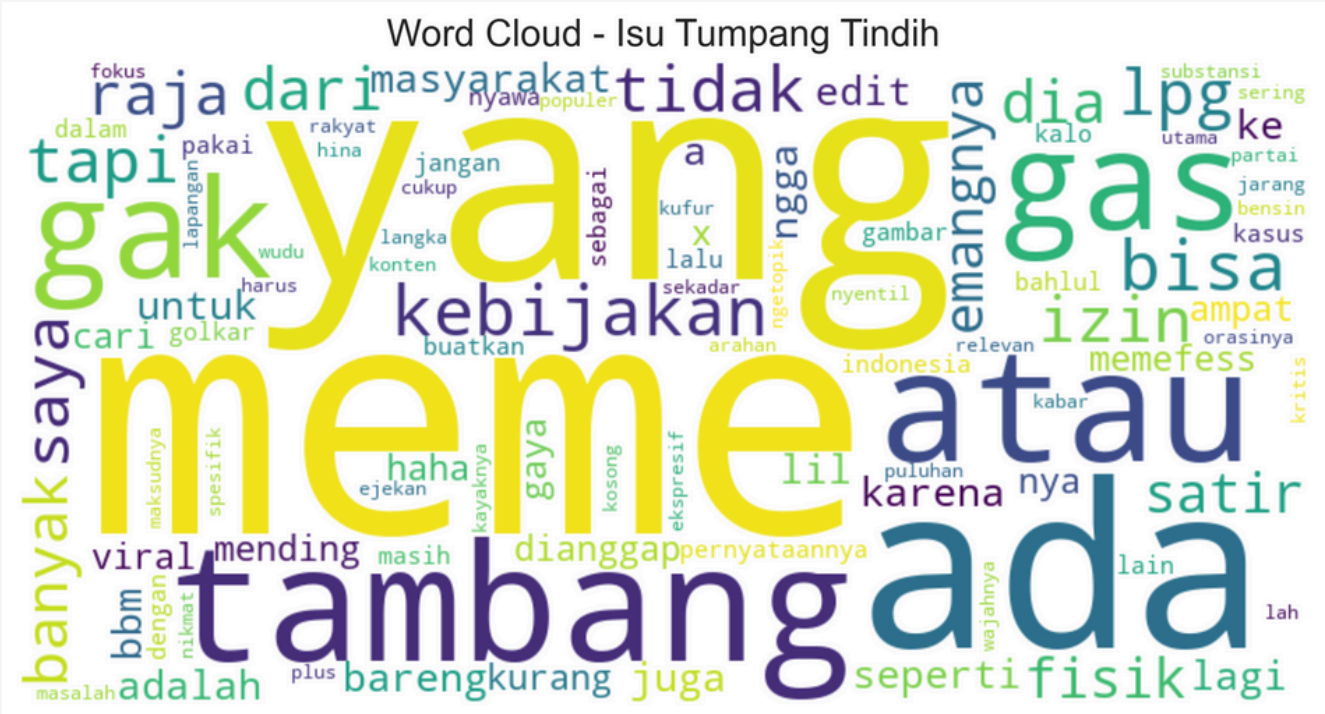 Word Cloud - Isu Tumpang Tindih
fokus
raja
dari
masyarakat
nyawa
populer
tidak
edit
emangnya
dia
lpg
substansi
sering
dalam
tapi
pakai
rakyat
hina
jangan
cukup
yang
a
ngga
kalo
ke
utama
partai
gas
jarang
bensin
kasus
gak
lapangan
wudu
langka
konten
sebagai
kufur
x
lalu
sekadar
ngetopik
gambar
nyentil
bahlul
bisa
harus
untuk
kebijakan
izin
ampat
orasinya
saya
cari
golkar
buatkan
arahan
indonesia
relevan
memefess
kritis
meme
atau
kabar
maksudnya
spesifik
haha
ejekan
kayaknya
gaya
kosong
ekspresif
lil
puluhan
karena
nya
satir
banyak
viral
mending
masih
dianggap
pernyataannya
ada
lain
bbm
dengan
nikmat
tambang
wajahnya
lah
masalah
adalah
plus
bareng
kurang
juga
seperti
fisik
lagi